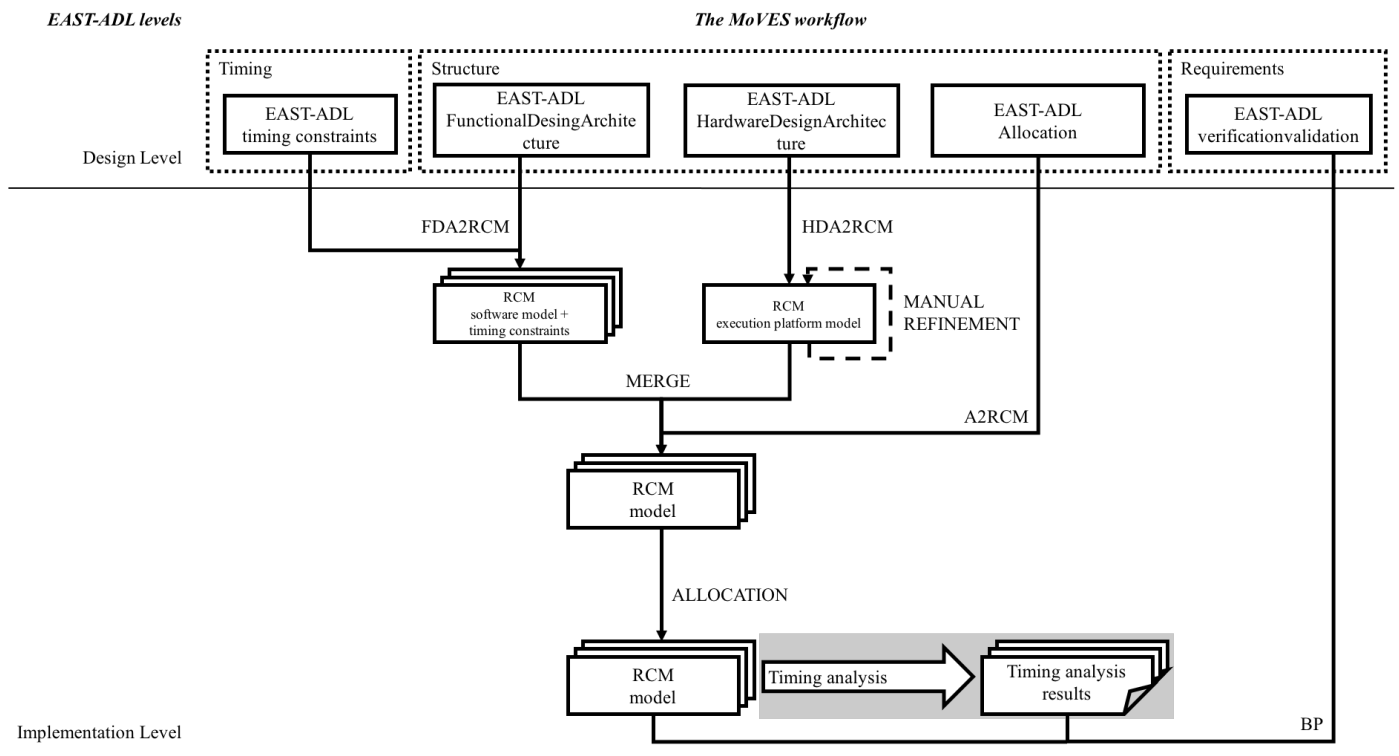 EAST-ADL levels
The MoVES workflow
Timing
EAST-ADL
timing constraints
Structure
EAST-ADL
FunctionalDesingArchite
cture
EAST-ADL
HardwareDesignArchitec
ture
EAST-ADL
Allocation
Requirements
EAST-ADL
verificationvalidation
Design Level
FDA2RCM
HDA2RCM
RCM
software model +
timing constraints
RCM
execution platform model
MANUAL
REFINEMENT
MERGE
A2RCM
RCM
model
ALLOCATION
RCM
model
Timing analysis
Timing analysis
results
BP
Implementation Level